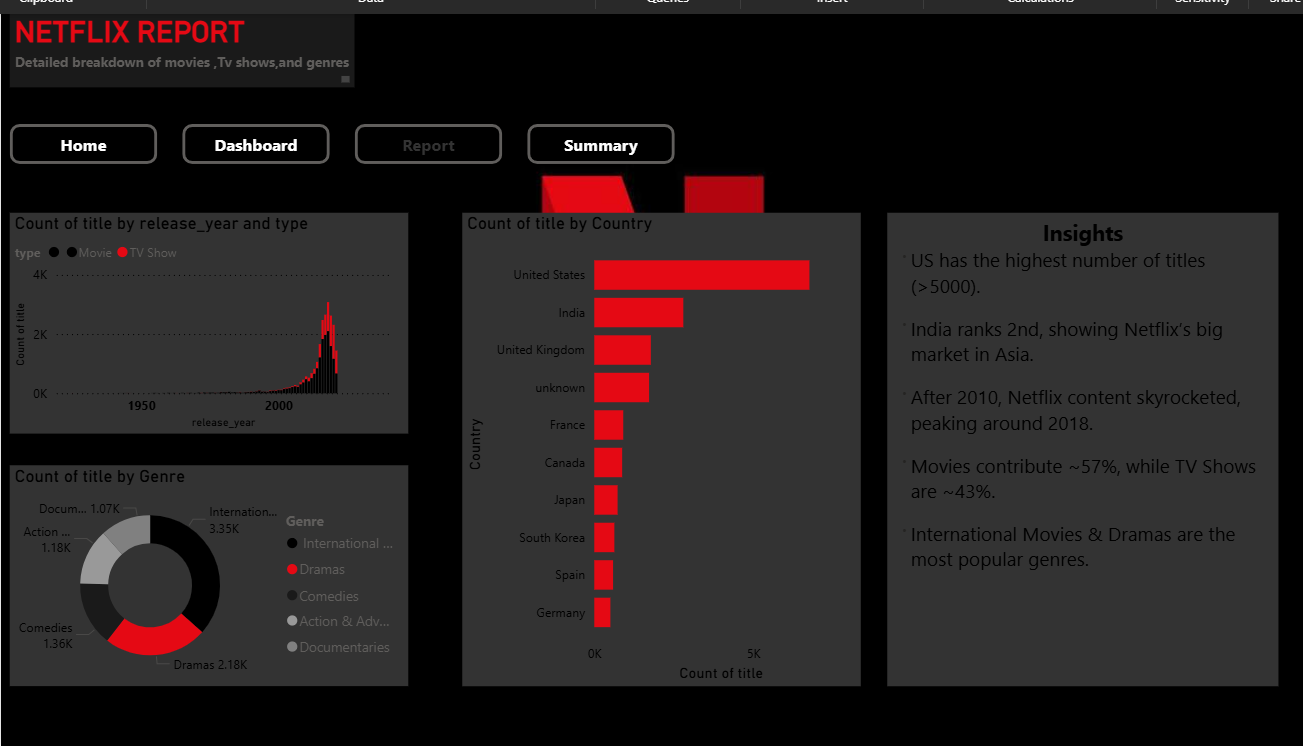 Clipboard
Data
Queries
Insert
Calculations
Sensitivity
Share
NETFLIX REPORT
Detailed breakdown of movies ,Tv shows,and genres
Home
Dashboard
Report
Summary
Count of title by release_year and type
type
Movie
TV Show
4K
2K
0K
Count of title
1950
2000
release_year
Count of title by Genre
Docum... 1.07K
Internation...
3.35K
Action ...
1.18K
Comedies
1.36K
Dramas 2.18K
Genre
International ...
Dramas
Comedies
Action & Adv...
Documentaries
Count of title by Country
United States
India
United Kingdom
unknown
France
Canada
Japan
South Korea
Spain
Germany
Country
0K
5K
Count of title
Insights
US has the highest number of titles
(>5000).
India ranks 2nd, showing Netflix’s big
market in Asia.
After 2010, Netflix content skyrocketed,
peaking around 2018.
Movies contribute ~57%, while TV Shows
are ~43%.
International Movies & Dramas are the
most popular genres.